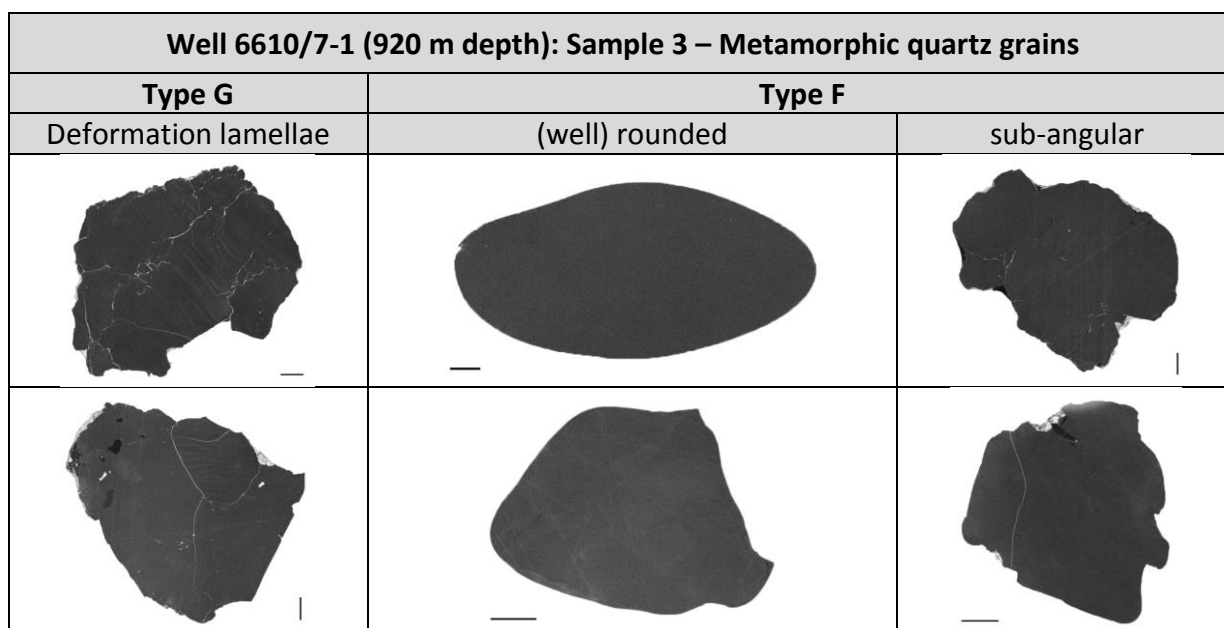 Well 6610/7-1 (920 m depth): Sample 3 – Metamorphic quartz grains
Type G
Type F
Deformation lamellae
(well) rounded
sub-angular